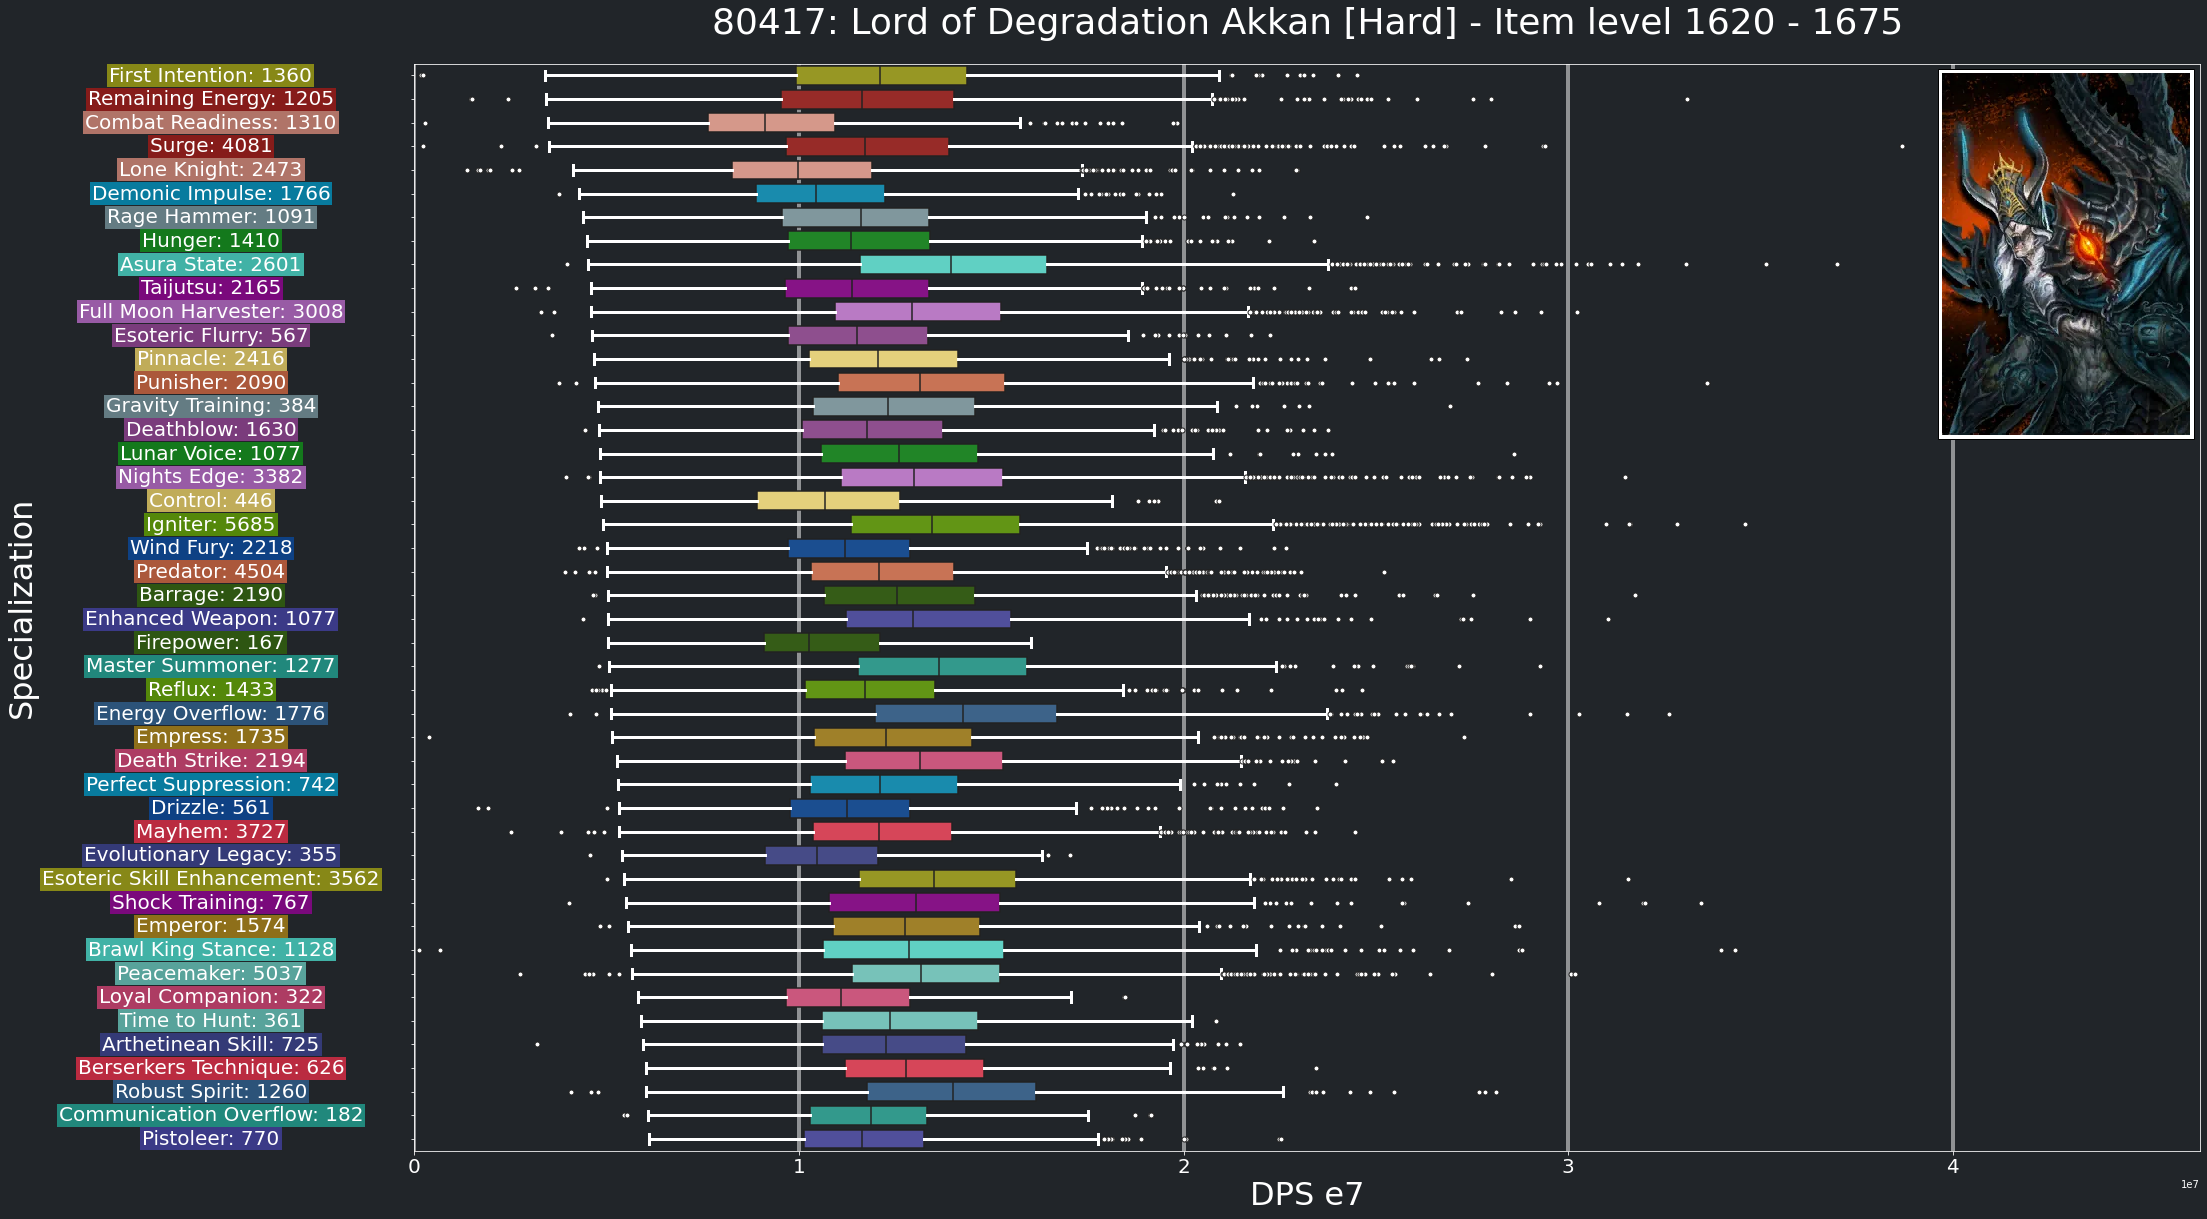 80417: Lord of Degradation Akkan [Hard] - Item level 1620 - 1675
First Intention: 1360
Remaining Energy: 1205
Combat Readiness: 1310
Surge: 4081
Lone Knight: 2473
Demonic Impulse: 1766
Rage Hammer: 1091
Hunger: 1410
Asura State: 2601
Taijutsu: 2165
Full Moon Harvester: 3008
Esoteric Flurry: 567
Pinnacle: 2416
Punisher: 2090
Gravity Training: 384
Deathblow: 1630
Lunar Voice: 1077
Nights Edge: 3382
Control: 446
Igniter: 5685
Wind Fury: 2218
Predator: 4504
Barrage: 2190
Enhanced Weapon: 1077
Firepower: 167
Master Summoner: 1277
Reflux: 1433
Energy Overflow: 1776
Empress: 1735
Death Strike: 2194
Perfect Suppression: 742
Drizzle: 561
Mayhem: 3727
Evolutionary Legacy: 355
Esoteric Skill Enhancement: 3562
Shock Training: 767
Emperor: 1574
Brawl King Stance: 1128
Peacemaker: 5037
Loyal Companion: 322
Time to Hunt: 361
Arthetinean Skill: 725
Berserkers Technique: 626
Robust Spirit: 1260
Communication Overflow: 182
Pistoleer: 770
Specialization
0 1 2 3 4
1e7
DPS e7